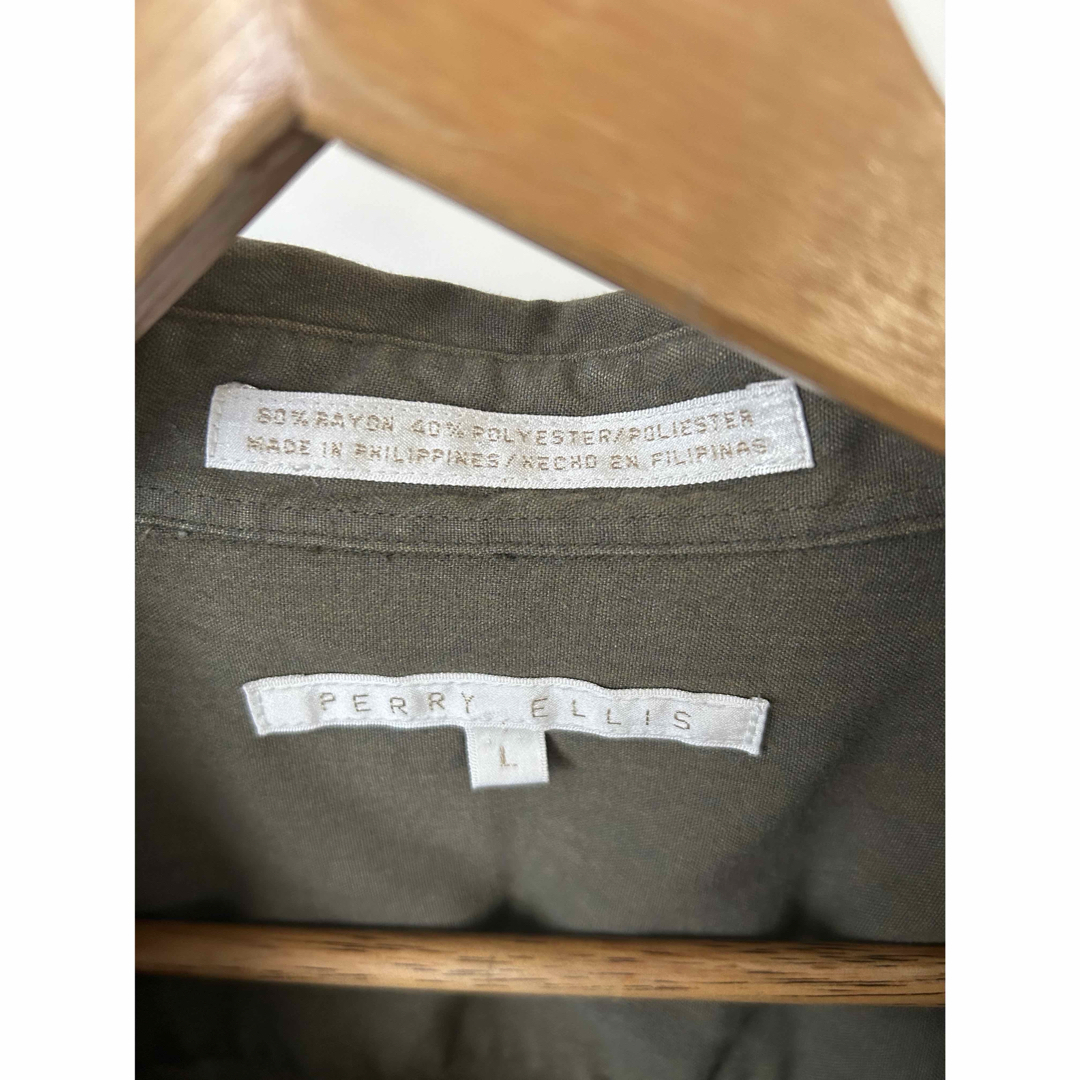 60% RAYON 40% POLYESTER/POLIESTER
MADE IN PHILIPPINES/HECHO EN FILIPINAS
PERRY ELLIS
L